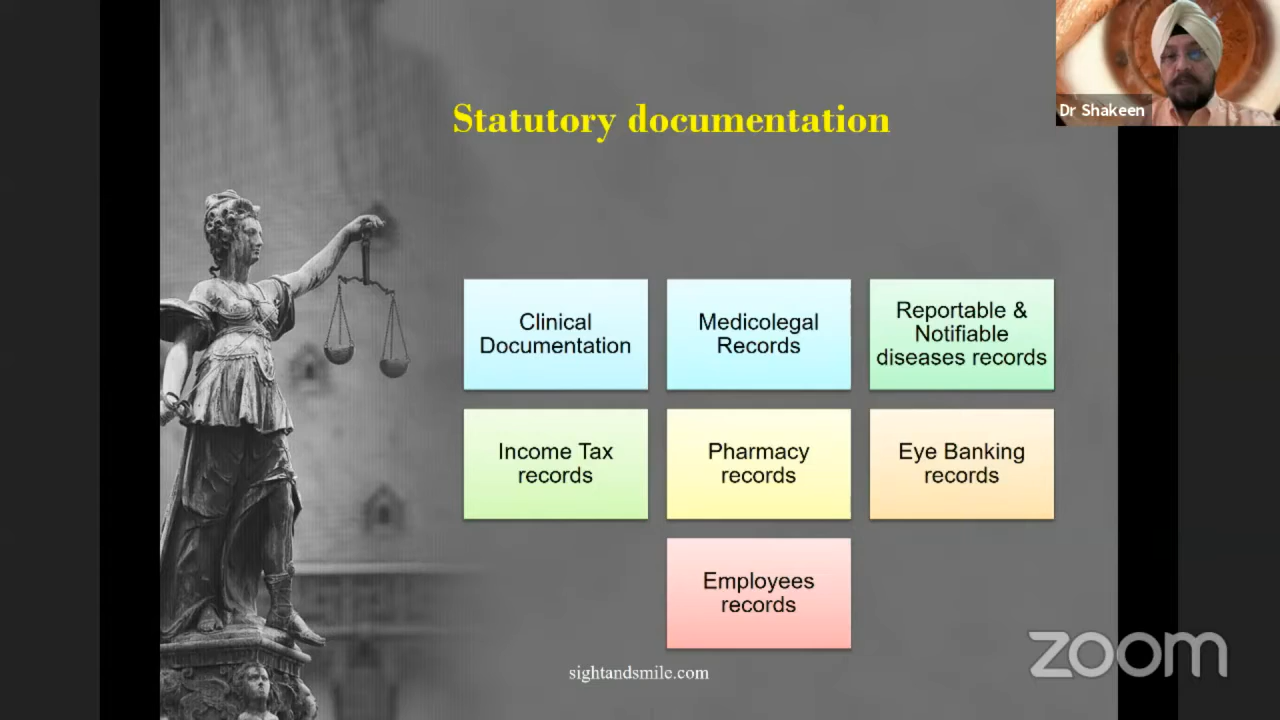 Dr Shakeen
Statutory documentation
Clinical
Documentation
Medicolegal
Records
Reportable &
Notifiable
diseases records
Income Tax
records
Pharmacy
records
Eye Banking
records
Employees
records
sightandsmile.com
zoom